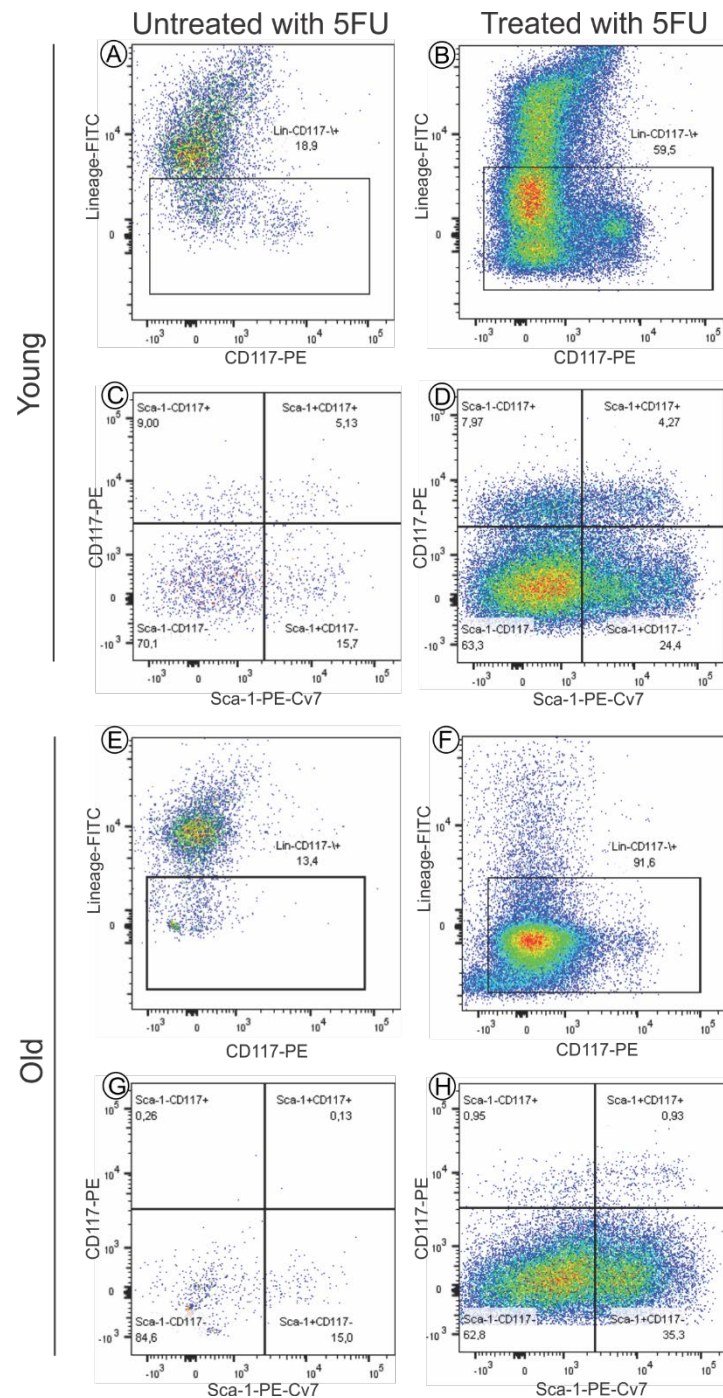 Untreated with 5FU
Treated with 5FU
Young
A
Lineage-FITC
10⁴
0
Lin-CD117-\+
18,9
-10³ 0 10³ 10⁴ 10⁵
CD117-PE
B
Lineage-FITC
10⁴
0
Lin-CD117-\+
59,5
-10³ 0 10³ 10⁴ 10⁵
CD117-PE
C
CD117-PE
10⁵
10⁴
10³
0
-10³
Sca-1-CD117+
9,00
Sca-1+CD117+
5,13
Sca-1-CD117-
70,1
Sca-1+CD117-
15,7
-10³ 0 10³ 10⁴ 10⁵
Sca-1-PE-Cv7
D
CD117-PE
10⁵
10⁴
10³
0
-10³
Sca-1-CD117+
7,97
Sca-1+CD117+
4,27
Sca-1-CD117-
63,3
Sca-1+CD117-
24,4
-10³ 0 10³ 10⁴ 10⁵
Sca-1-PE-Cv7
Old
E
Lineage-FITC
10⁴
0
Lin-CD117-\+
13,4
-10³ 0 10³ 10⁴ 10⁵
CD117-PE
F
Lineage-FITC
10⁴
0
Lin-CD117-\+
91,6
-10³ 0 10³ 10⁴ 10⁵
CD117-PE
G
CD117-PE
10⁵
10⁴
10³
0
-10³
Sca-1-CD117+
0,26
Sca-1+CD117+
0,13
Sca-1-CD117-
84,6
Sca-1+CD117-
15,0
-10³ 0 10³ 10⁴ 10⁵
Sca-1-PE-Cv7
H
CD117-PE
10⁵
10⁴
10³
0
-10³
Sca-1-CD117+
0,95
Sca-1+CD117+
0,93
Sca-1-CD117-
62,8
Sca-1+CD117-
35,3
-10³ 0 10³ 10⁴ 10⁵
Sca-1-PE-Cv7